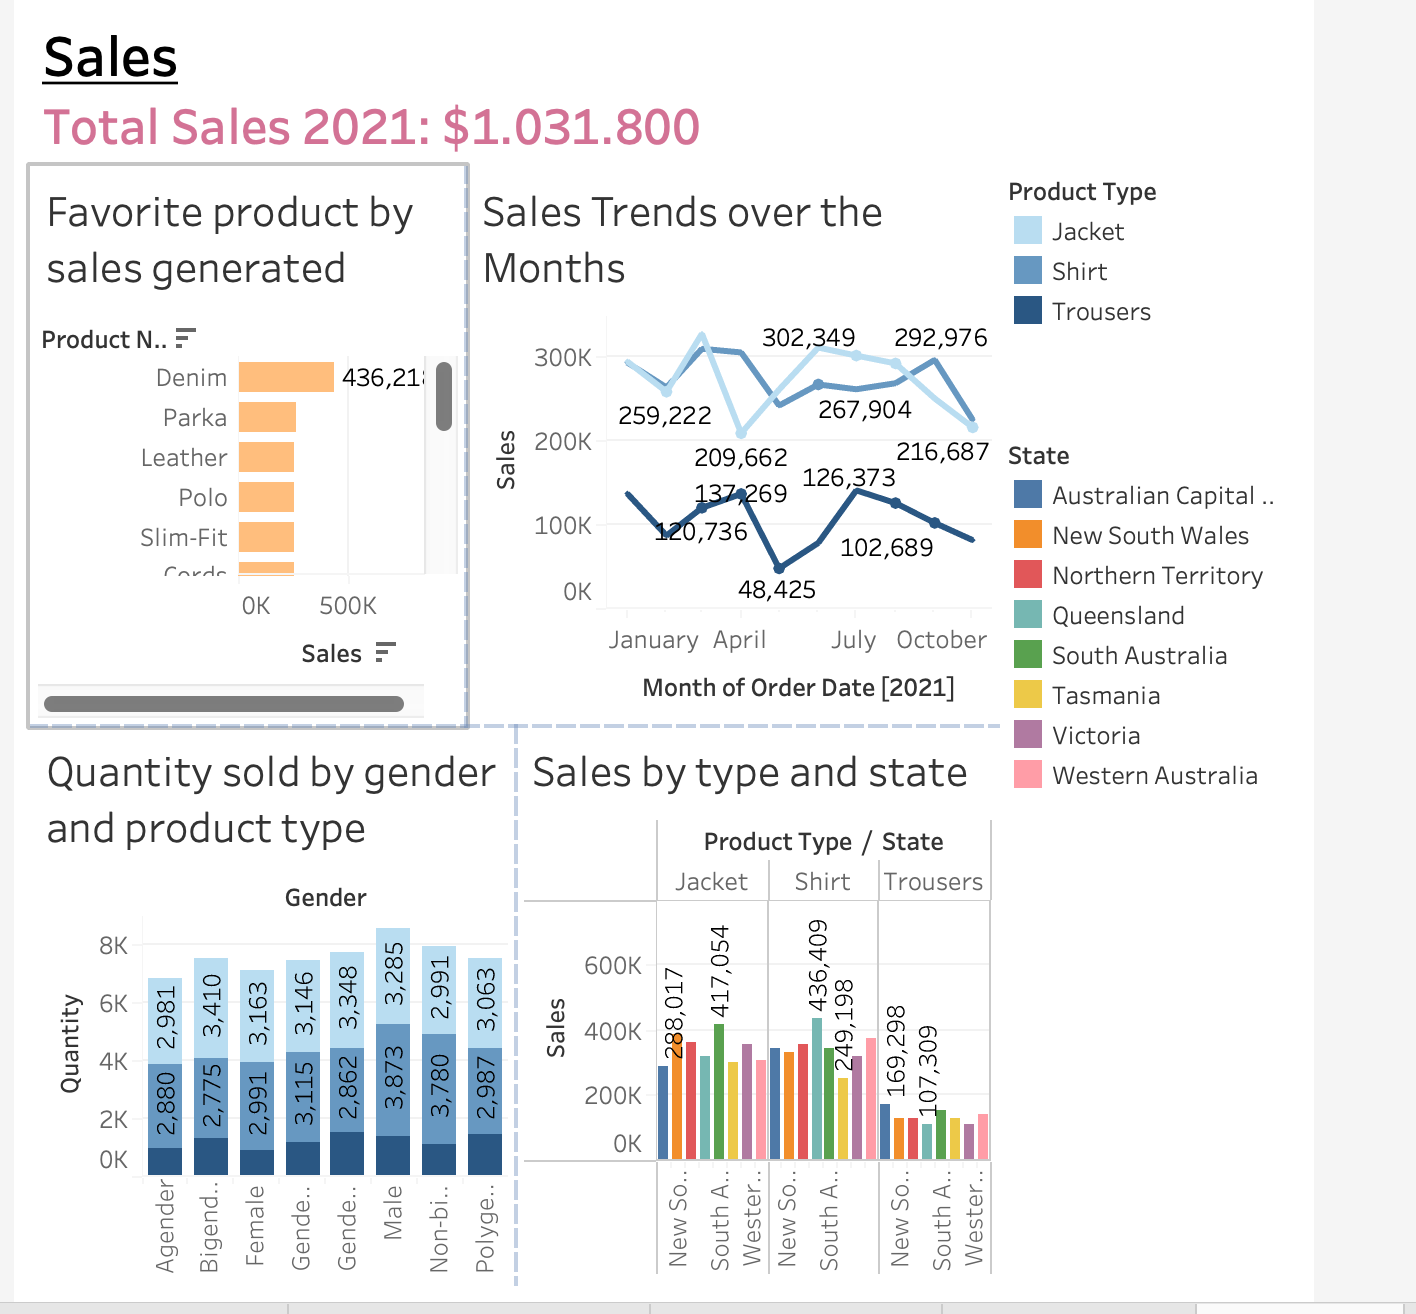 Sales
Total Sales 2021: $1.031.800
Favorite product by
sales generated
Product N..
Denim
436,218
Parka
Leather
Polo
Slim-Fit
Cords
0K
500K
Sales
Sales Trends over the
Months
Sales
300K
200K
100K
0K
302,349
292,976
259,222
267,904
209,662
216,687
137,269
126,373
120,736
102,689
48,425
January
April
July
October
Month of Order Date [2021]
Product Type
Jacket
Shirt
Trousers
State
Australian Capital ..
New South Wales
Northern Territory
Queensland
South Australia
Tasmania
Victoria
Western Australia
Quantity sold by gender
and product type
Gender
Quantity
8K
6K
4K
2K
0K
2,981
3,410
3,163
3,146
3,348
3,285
2,991
3,063
2,880
2,775
2,991
3,115
2,862
3,873
3,780
2,987
Agender
Bigend..
Female
Gende..
Gende..
Male
Non-bi..
Polyge..
Sales by type and state
Product Type / State
Jacket
Shirt
Trousers
Sales
600K
400K
200K
0K
288,017
417,054
436,409
249,198
169,298
107,309
New So..
South A..
Wester..
New So..
South A..
New So..
South A..
Wester..